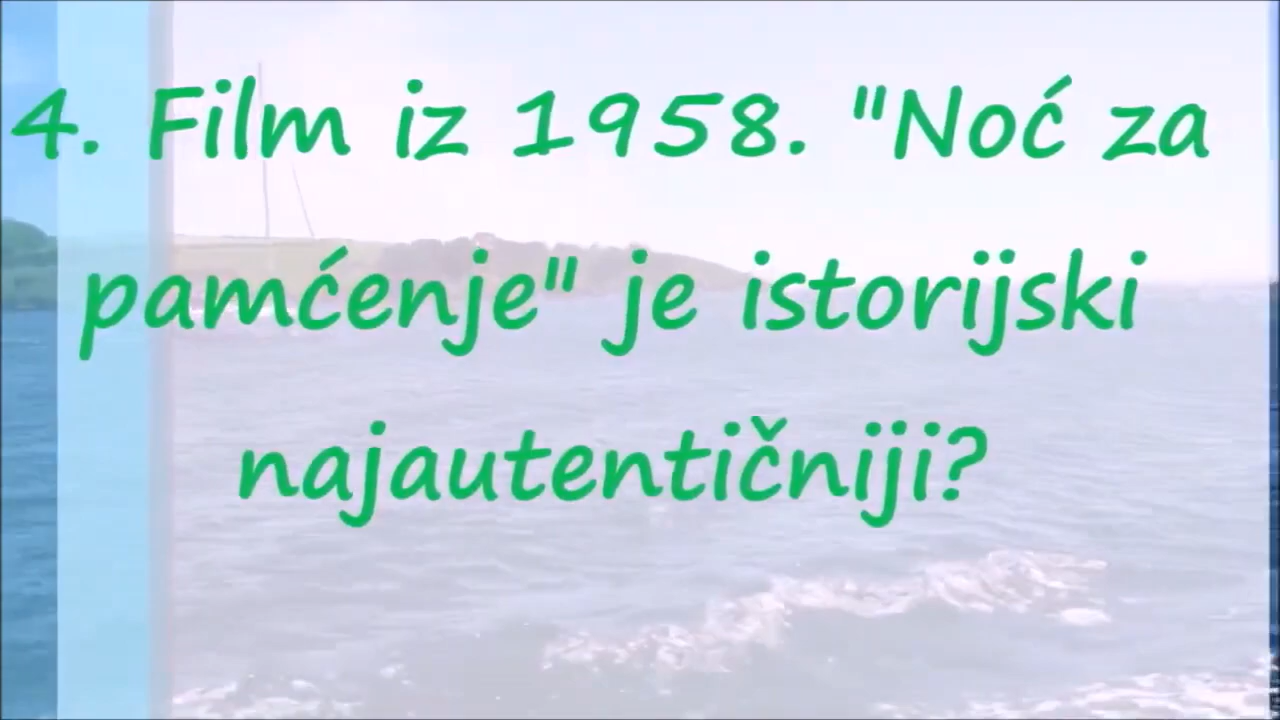 4. Film iz 1958. "Noć za
pamćenje" je istorijski
najautentičniji?